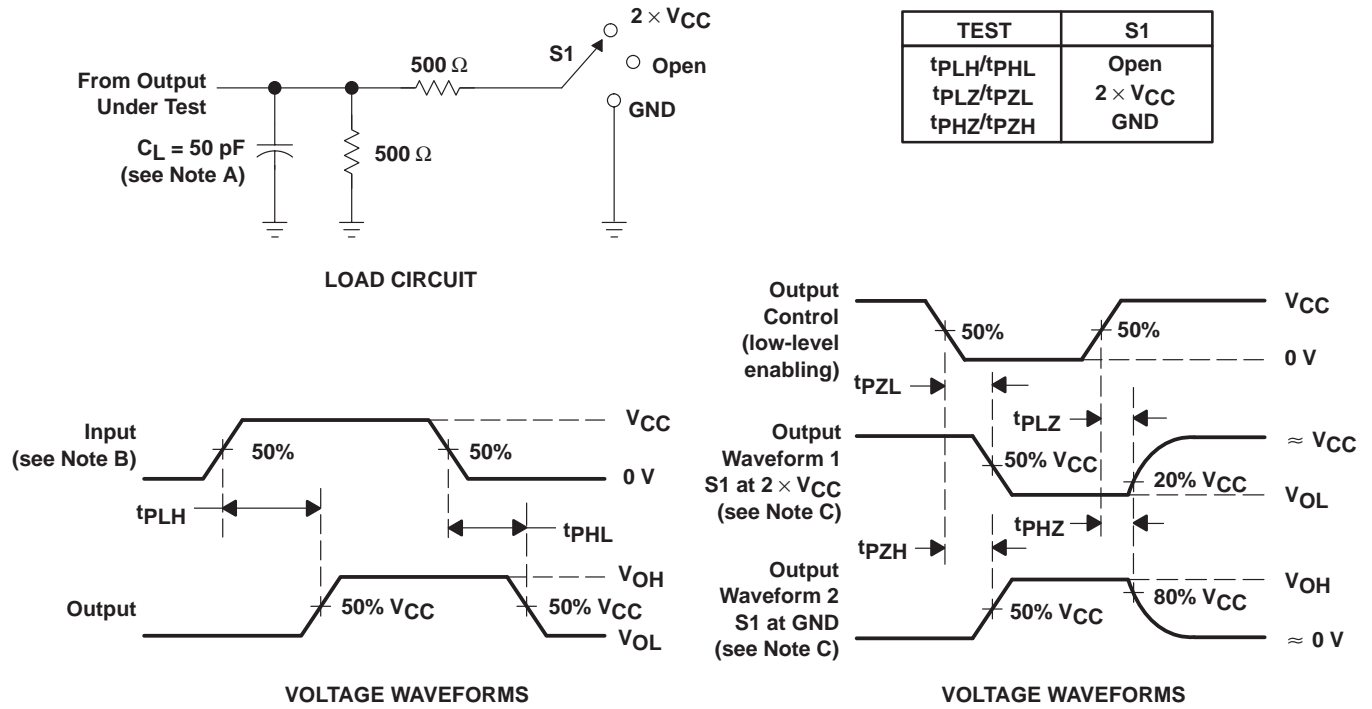 2 × VCC
S1
500 Ω
Open
From Output
Under Test
GND
CL = 50 pF
(see Note A)
500 Ω
LOAD CIRCUIT
TEST S1
tPLH/tPHL Open
tPLZ/tPZL 2 × VCC
tPHZ/tPZH GND
Input
(see Note B)
50%
50%
VCC
0 V
tPLH
tPHL
Output
50% VCC
50% VCC
VOH
VOL
VOLTAGE WAVEFORMS
Output
Control
(low-level
enabling)
50%
50%
VCC
0 V
tPZL
tPLZ
Output
Waveform 1
S1 at 2 × VCC
(see Note C)
50% VCC
20% VCC
≈ VCC
VOL
tPHZ
tPZH
Output
Waveform 2
S1 at GND
(see Note C)
50% VCC
80% VCC
VOH
≈ 0 V
VOLTAGE WAVEFORMS